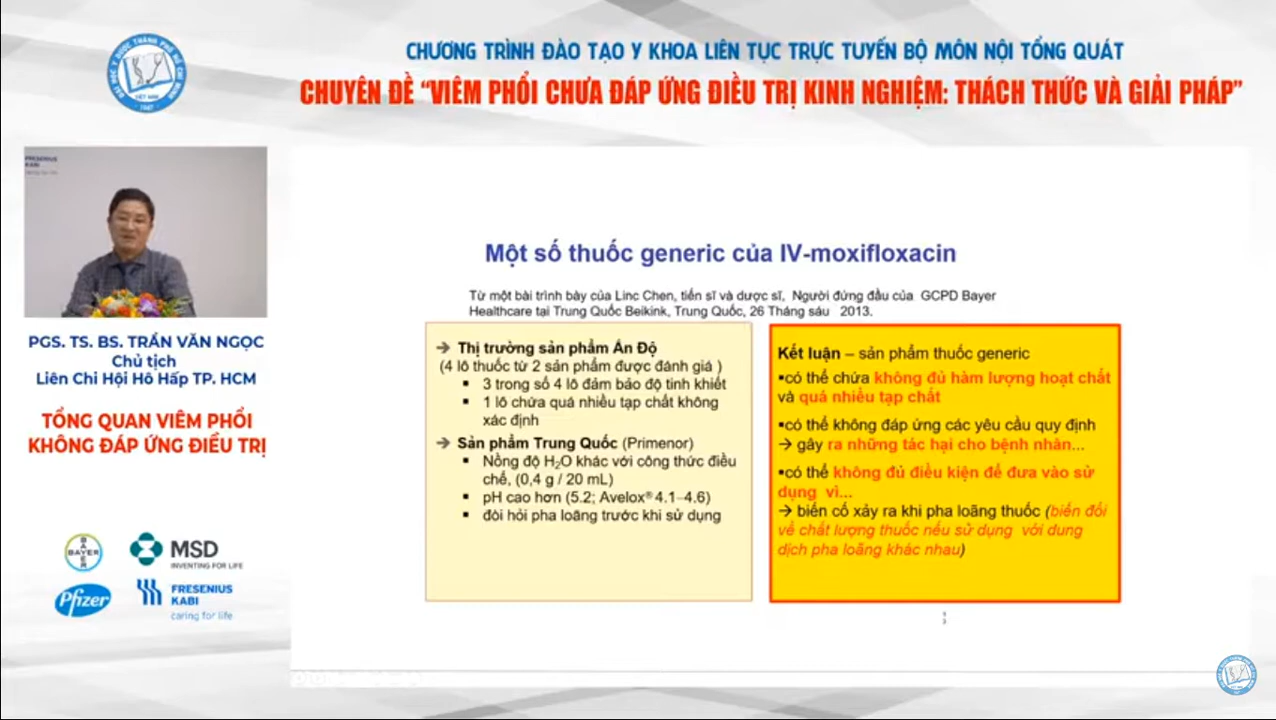 CHƯƠNG TRÌNH ĐÀO TẠO Y KHOA LIÊN TỤC TRỰC TUYẾN BỘ MÔN NỘI TỔNG QUÁT
CHUYÊN ĐỀ “VIÊM PHỔI CHƯA ĐÁP ỨNG ĐIỀU TRỊ KINH NGHIỆM: THÁCH THỨC VÀ GIẢI PHÁP”
FRESENIUS
KABI
PGS. TS. BS. TRẦN VĂN NGỌC
Chủ tịch
Liên Chi Hội Hô Hấp TP. HCM
TỔNG QUAN VIÊM PHỔI
KHÔNG ĐÁP ỨNG ĐIỀU TRỊ
BAYER
MSD
INVENTING FOR LIFE
Pfizer
FRESENIUS
KABI
caring for life
Một số thuốc generic của IV-moxifloxacin
Từ một bài trình bày của Linc Chen, tiến sĩ và dược sĩ, Người đứng đầu của GCPD Bayer
Healthcare tại Trung Quốc Beikink, Trung Quốc, 26 Tháng sáu 2013.
➔ Thị trường sản phẩm Ấn Độ
(4 lô thuốc từ 2 sản phẩm được đánh giá )
▪ 3 trong số 4 lô đảm bảo độ tinh khiết
▪ 1 lô chứa quá nhiều tạp chất không
xác định
➔ Sản phẩm Trung Quốc (Primenor)
▪ Nồng độ H₂O khác với công thức điều
chế, (0,4 g / 20 mL)
▪ pH cao hơn (5.2; Avelox® 4.1–4.6)
▪ đòi hỏi pha loãng trước khi sử dụng
Kết luận – sản phẩm thuốc generic
▪có thể chứa không đủ hàm lượng hoạt chất
và quá nhiều tạp chất
▪có thể không đáp ứng các yêu cầu quy định
→ gây ra những tác hại cho bệnh nhân...
▪có thể không đủ điều kiện để đưa vào sử
dụng vì...
→ biến cố xảy ra khi pha loãng thuốc (biến đổi
về chất lượng thuốc nếu sử dụng với dung
dịch pha loãng khác nhau)